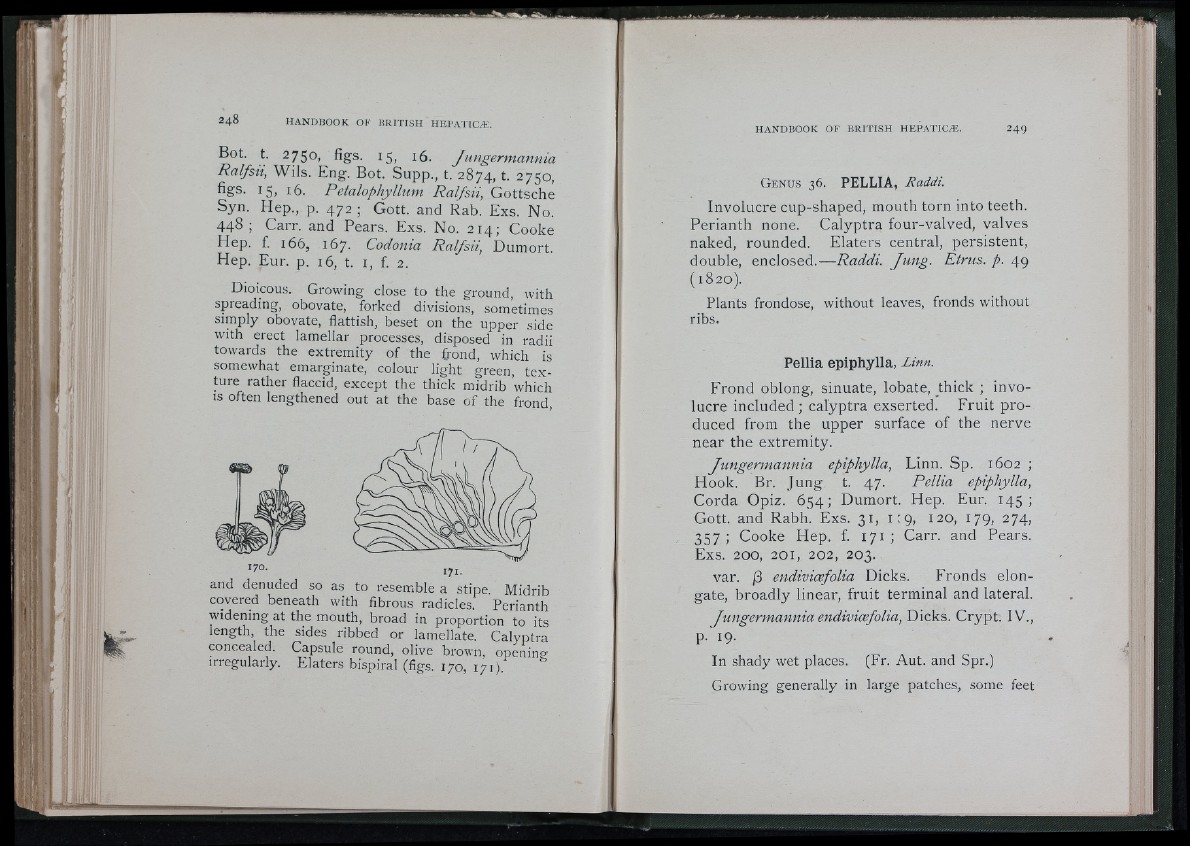 248 HANDBOOK OF BRITISH HEPATICÆ.
Bot. t. 2750, figs. 15, 16. Jungermannia
Ralfsii, Wils. Eng. Bot. Supp., t. 2874, t. 2750,
figs. 15, 16. Petalophyllum Ralfsii, Gottsche
Syn. Hep., p. 472 ; Gott. and Rab. Exs. No.
448 ; Carr. and Pears. Exs. No. 214; Cooke
Hep. f. 166, 167. Codonia Ralfsii, Dumort.
Hep. Eur. p. 16, t. 1, f. 2.
Dioicous. Growing close to the ground, with
spreading, obovate, forked divisions, sometimes
simply obovate, flattish, beset on the upper side
with erect lamellar processes, disposed in radii
towards the extremity of the frond, which is
somewhat emarginate, colour light green, tex-
ture rather flaccid, except the thick midrib which
is often lengthened out at the base of the frond,
170. 171.
and denuded so as to resemble a stipe. Midrib
covered beneath with fibrous radicles. Perianth
widening at the mouth, broad in proportion to its
length, the sides ribbed or lamellate. Calyptra
concealed. Capsule round, olive brown, opening
irregularly. Elaters bispiral (figs. 170, 171).
HANDBOOK OF BRITISH HEPATICÆ. 249
GENUS 36. PELLIA, Raddi.
Involucre cup-shaped, mouth torn into teeth.
Perianth none. Calyptra four-valved, valves
naked, rounded. Elaters central, persistent,
double, enclosed.—Raddi. Jung. Etrus. p. 49
(1820).
Plants frondose, without leaves, fronds without
ribs.
Pellia epiphylla, Linn.
Frond oblong, sinuate, lobate, thick ; invo-
lucre included ; calyptra exserted. Fruit pro-
duced from the upper surface of the nerve
near the extremity.
Jungermannia epiphylla, Linn. Sp. 1602 ;
Hook. Br. Jung t. 47. Pellia epiphylla,
Corda Opiz. 654; Dumort. Hep. Eur. 145 ;
Gott. and Rabh. Exs. 31, 1:9, 120, 179, 274,
357 ; Cooke Hep. f. 171 ; Carr. and Pears.
Exs. 200, 201, 202, 203.
var. β endiviæfolia Dicks. Fronds elon-
gate, broadly linear, fruit terminal and lateral.
Jungermannia endiviæfolia, Dicks. Crypt. IV.,
p. 19.
In shady wet places. (Fr. Aut. and Spr.)
Growing generally in large patches, some feet